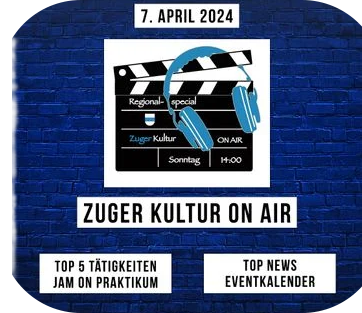 7. APRIL 2024
Regional- special
Zuger Kultur ON AIR
Sonntag 14:00
ZUGER KULTUR ON AIR
TOP 5 TÄTIGKEITEN
JAM ON PRAKTIKUM
TOP NEWS
EVENTKALENDER